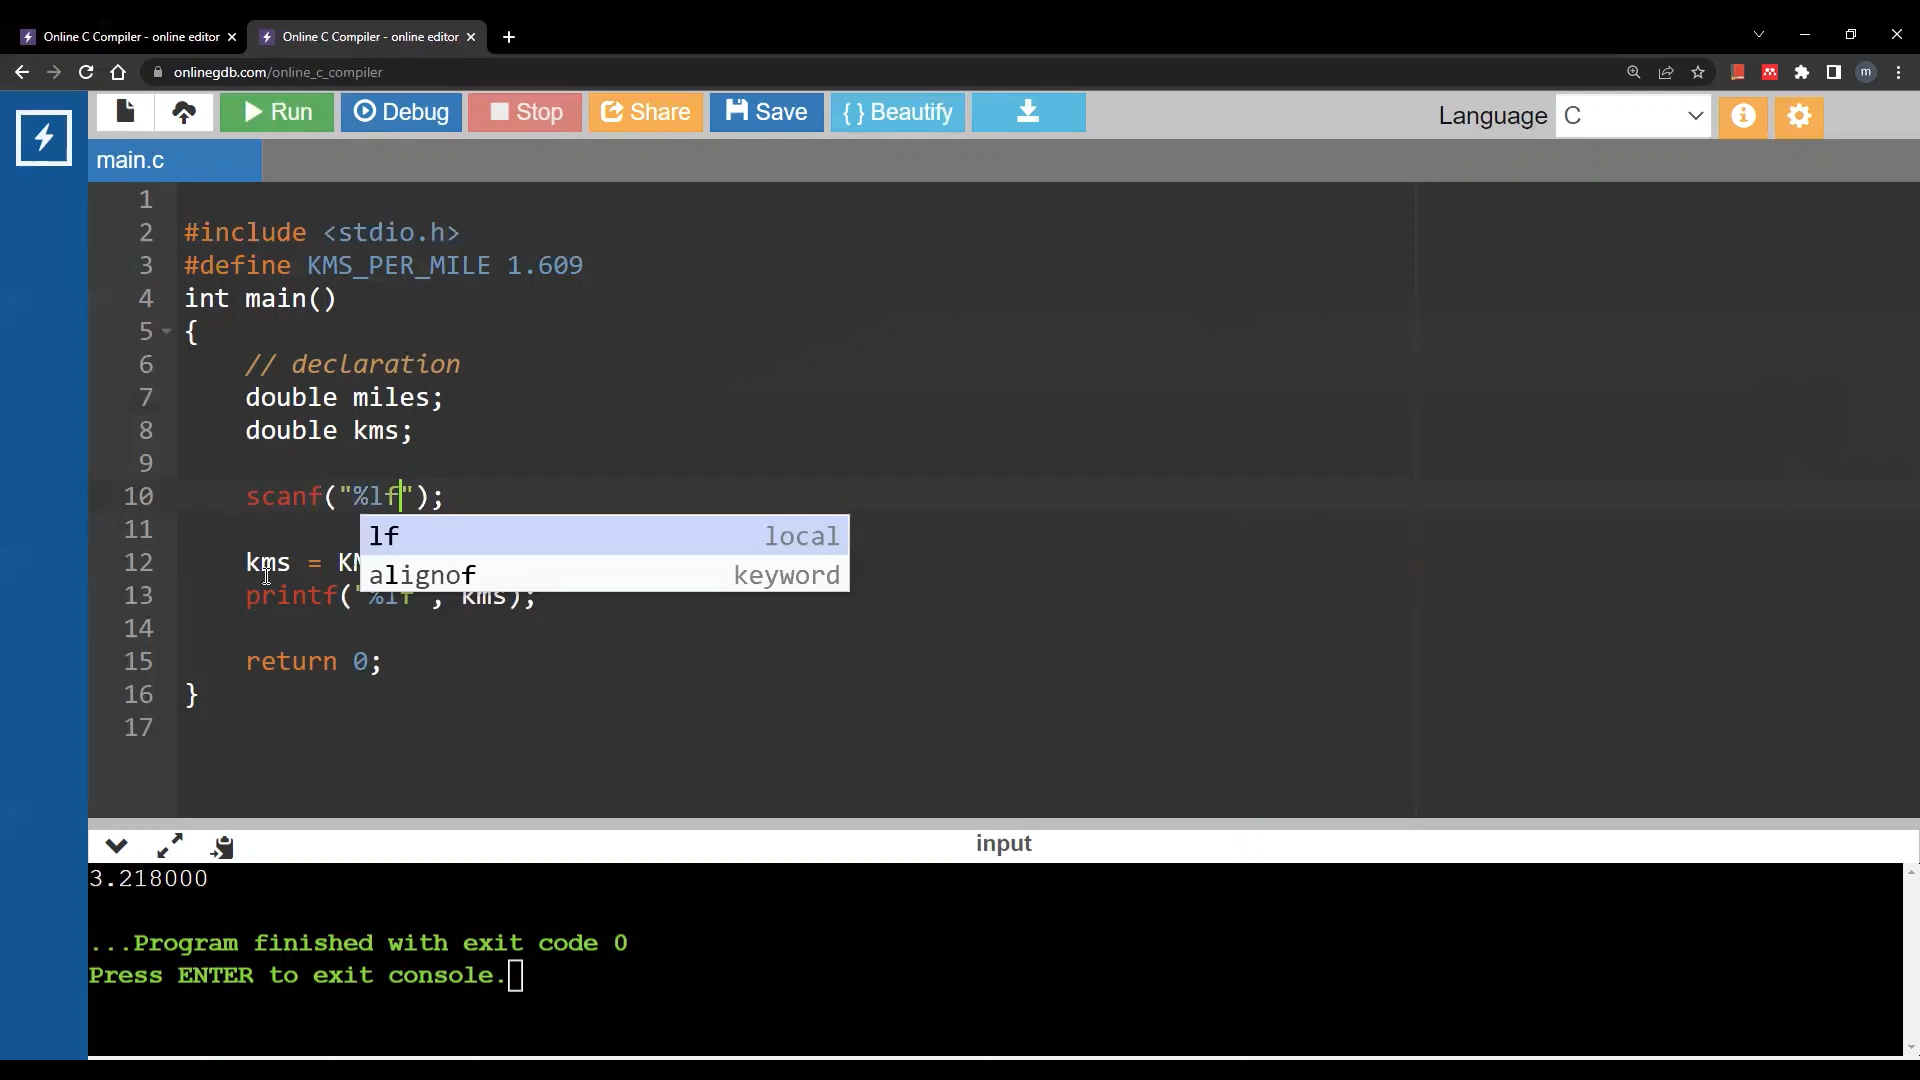 Online C Compiler - online editor
Online C Compiler - online editor
onlinegdb.com/online_c_compiler
m
Run Debug Stop Share Save { } Beautify
Language C
main.c
1
2 #include <stdio.h>
3 #define KMS_PER_MILE 1.609
4 int main()
5 {
6 // declaration
7 double miles;
8 double kms;
9
10 scanf("%lf");
11
12 kms = KM
13 printf("%lf", kms);
14
15 return 0;
16 }
17
lf local
alignof keyword
input
3.218000
...Program finished with exit code 0
Press ENTER to exit console.